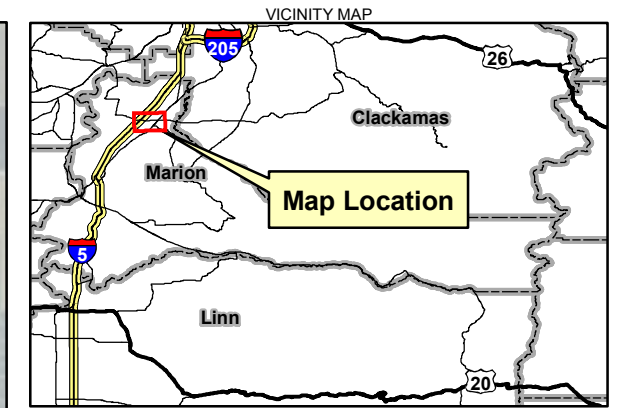 VICINITY MAP
205
26
Clackamas
Marion
Map Location
5
Linn
20